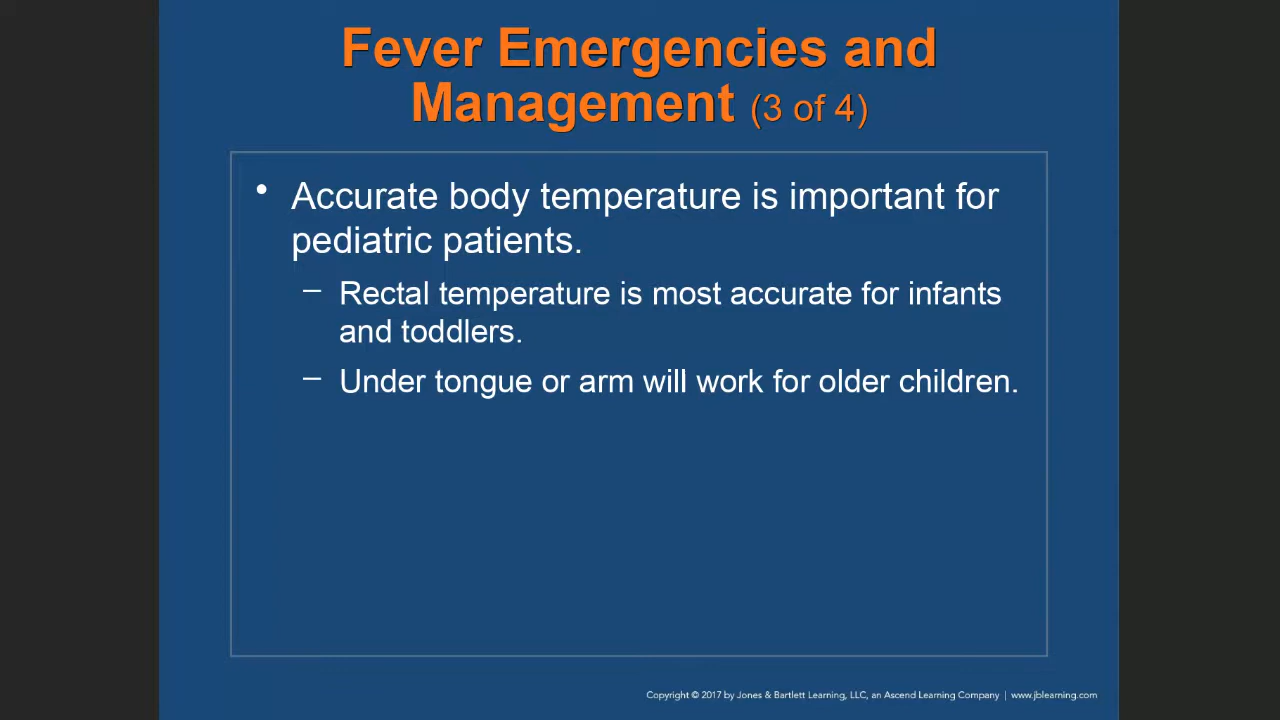 Fever Emergencies and
Management (3 of 4)
• Accurate body temperature is important for
pediatric patients.
– Rectal temperature is most accurate for infants
and toddlers.
– Under tongue or arm will work for older children.
Copyright © 2017 by Jones & Bartlett Learning, LLC, an Ascend Learning Company | www.jblearning.com